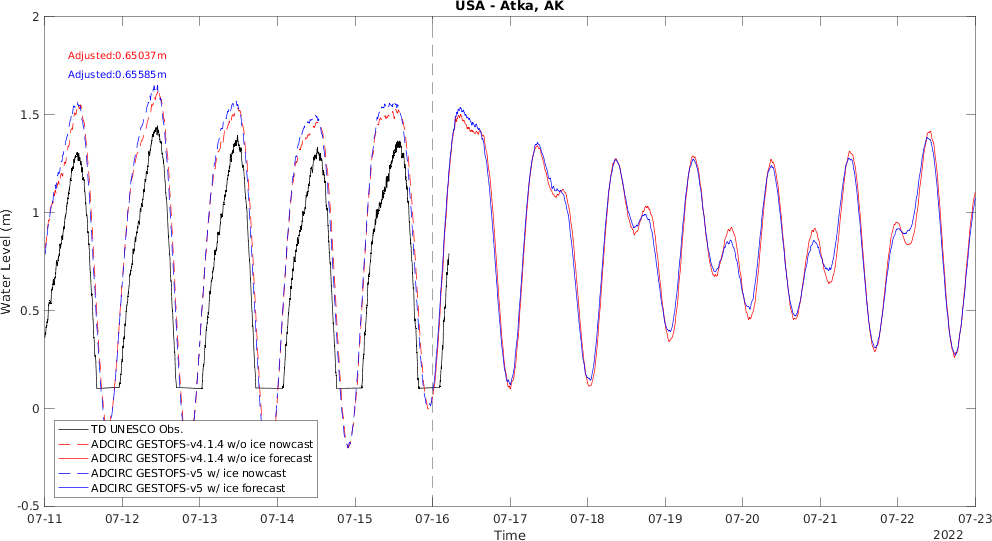 USA - Atka, AK
2
1.5
1
0.5
0
-0.5
Water Level (m)
Adjusted:0.65037m
Adjusted:0.65585m
TD UNESCO Obs.
ADCIRC GESTOFS-v4.1.4 w/o ice nowcast
ADCIRC GESTOFS-v4.1.4 w/o ice forecast
ADCIRC GESTOFS-v5 w/ ice nowcast
ADCIRC GESTOFS-v5 w/ ice forecast
07-11 07-12 07-13 07-14 07-15 07-16 07-17 07-18 07-19 07-20 07-21 07-22 07-23
Time
2022